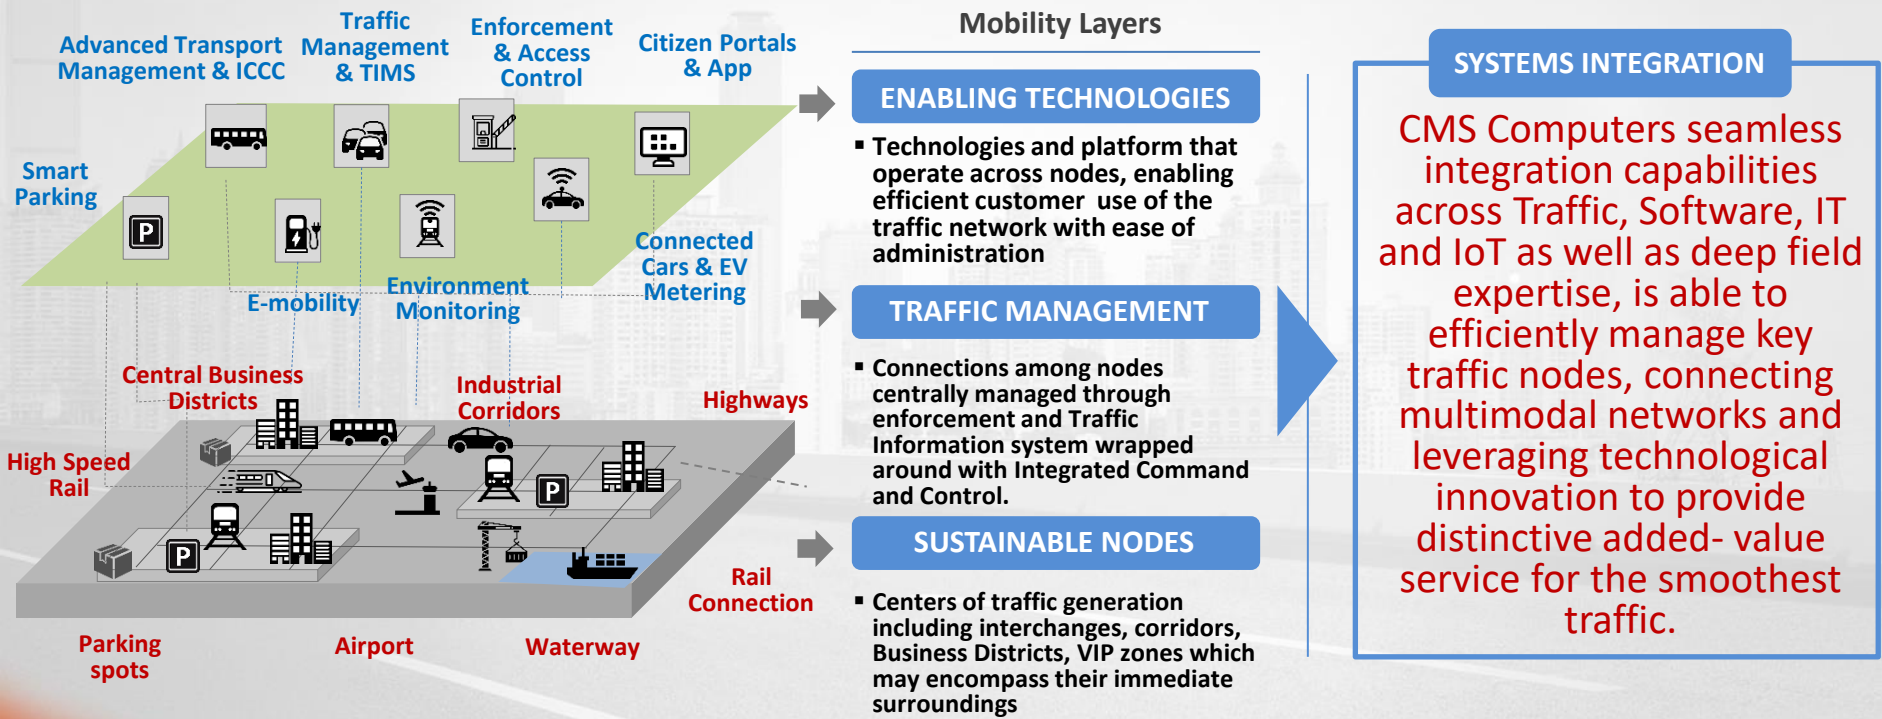 Advanced Transport
Management & ICCC
Traffic
Management
& TIMS
Enforcement
& Access
Control
Citizen Portals
& App
Smart
Parking
P
E-mobility
Environment
Monitoring
Connected
Cars & EV
Metering
Central Business
Districts
Industrial
Corridors
Highways
High Speed
Rail
P
P
Rail
Connection
Parking
spots
Airport
Waterway
Mobility Layers
ENABLING TECHNOLOGIES
▪ Technologies and platform that
operate across nodes, enabling
efficient customer use of the
traffic network with ease of
administration
TRAFFIC MANAGEMENT
▪ Connections among nodes
centrally managed through
enforcement and Traffic
Information system wrapped
around with Integrated Command
and Control.
SUSTAINABLE NODES
▪ Centers of traffic generation
including interchanges, corridors,
Business Districts, VIP zones which
may encompass their immediate
surroundings
SYSTEMS INTEGRATION
CMS Computers seamless
integration capabilities
across Traffic, Software, IT
and IoT as well as deep field
expertise, is able to
efficiently manage key
traffic nodes, connecting
multimodal networks and
leveraging technological
innovation to provide
distinctive added- value
service for the smoothest
traffic.